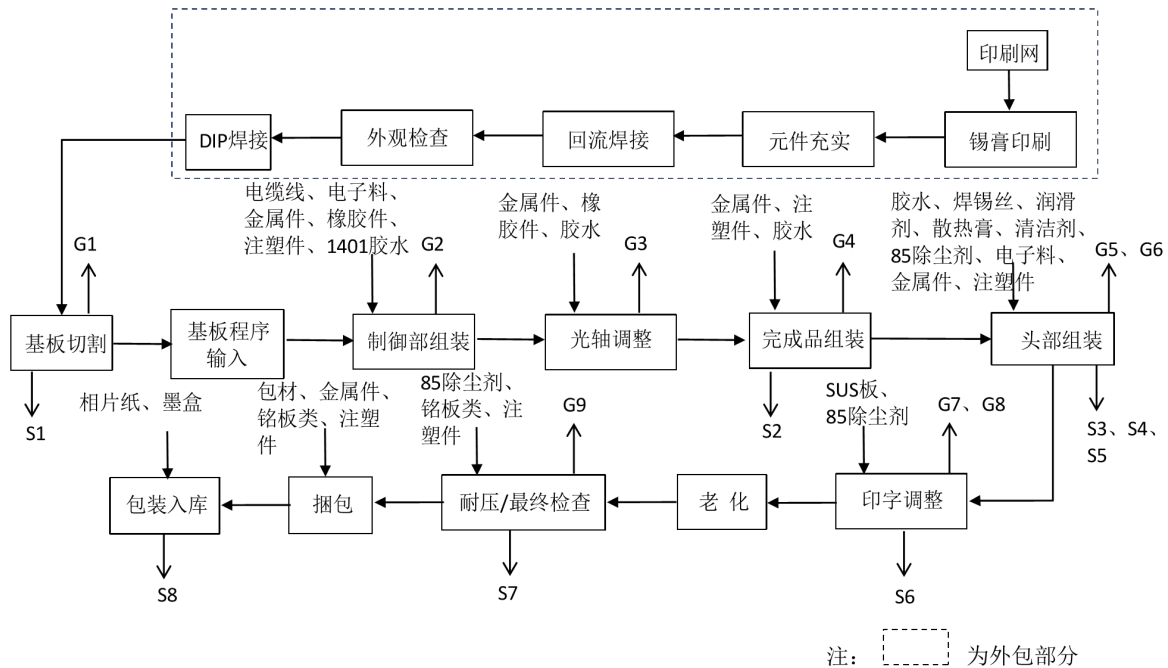 印刷网
DIP焊接
外观检查
回流焊接
元件充实
锡膏印刷
电缆线、电子料、
金属件、橡胶件、
注塑件、1401胶水
金属件、橡
胶件、胶水
金属件、注
塑件、胶水
胶水、焊锡丝、润滑
剂、散热膏、清洁剂、
85除尘剂、电子料、
金属件、注塑件
G1
G2
G3
G4
G5、G6
基板切割
基板程序
输入
制御部组装
光轴调整
完成品组装
头部组装
S1
S2
S3、S4、
S5
相片纸、墨盒
包材、金属件、
铭板类、注塑
件
85除尘剂、
铭板类、注
塑件
G9
SUS板、
85除尘剂
G7、G8
包装入库
捆包
耐压/最终检查
老 化
印字调整
S8
S7
S6
注：
为外包部分